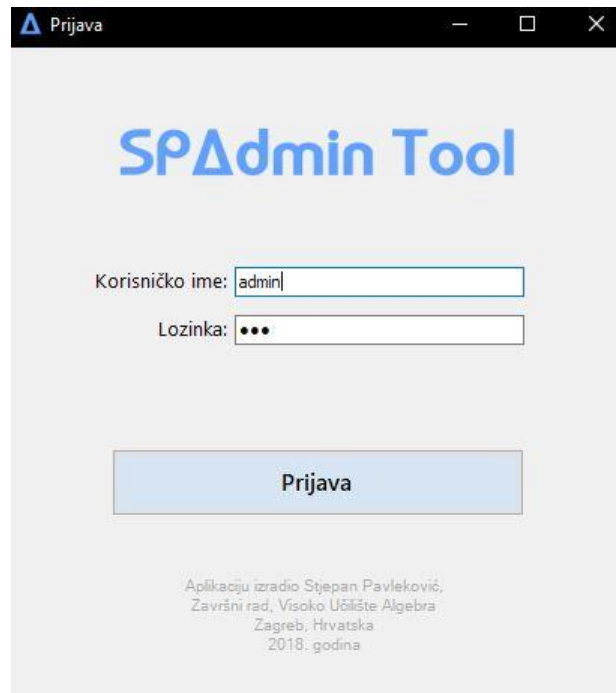 Prijava
SPAdmin Tool
Korisničko ime: admin
Lozinka: •••
Prijava
Aplikaciju izradio Stjepan Pavleković,
Završni rad, Visoko Učilište Algebra
Zagreb, Hrvatska
2018. godina